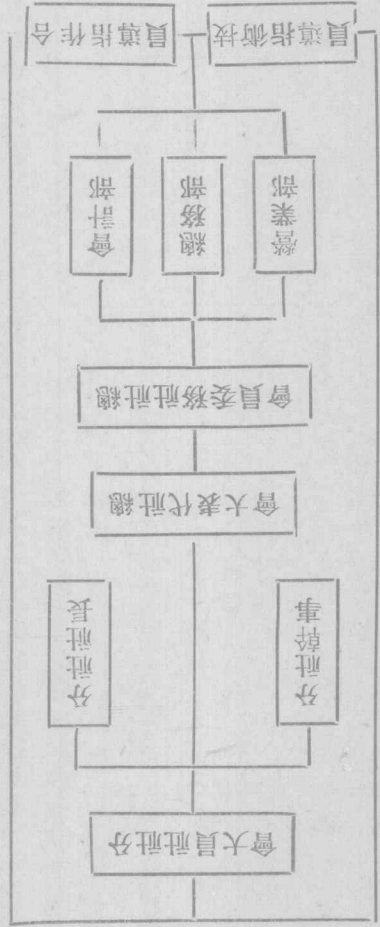 分社社員大會
分社社長
分社幹事
總社代表大會
總社社務委員會
會計部
總務部
營業部
合作指導員
技術指導員